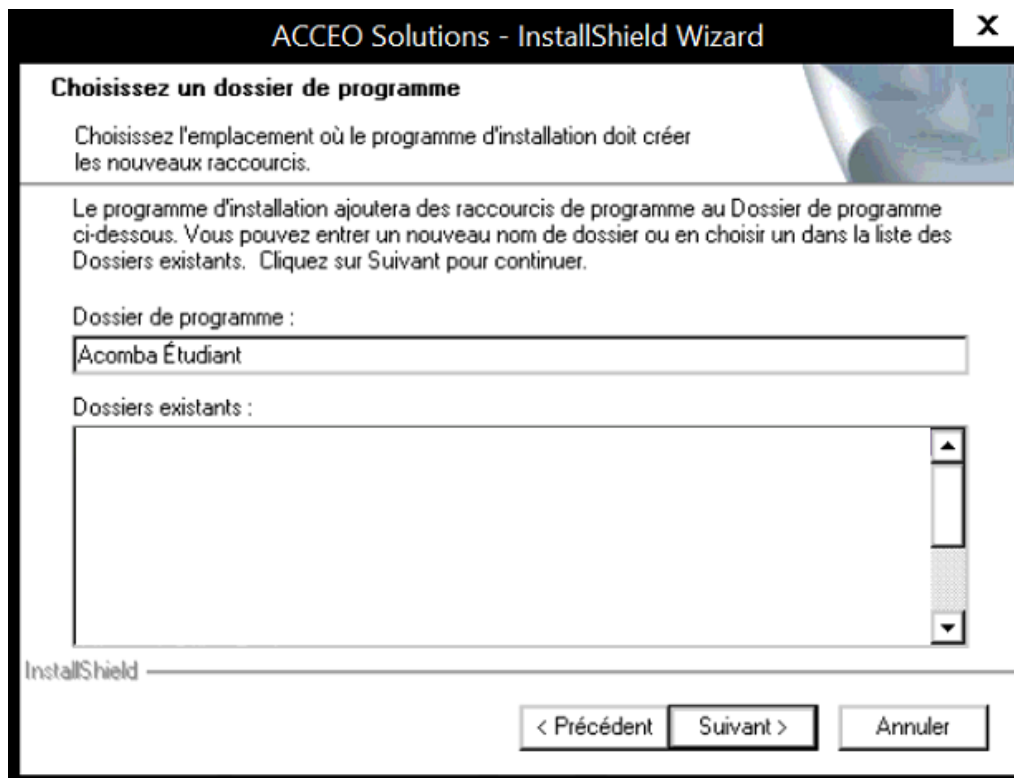 ACCEO Solutions - InstallShield Wizard
X
Choisissez un dossier de programme
Choisissez l'emplacement où le programme d'installation doit créer
les nouveaux raccourcis.
Le programme d'installation ajoutera des raccourcis de programme au Dossier de programme
ci-dessous. Vous pouvez entrer un nouveau nom de dossier ou en choisir un dans la liste des
Dossiers existants.  Cliquez sur Suivant pour continuer.
Dossier de programme :
Acomba Étudiant
Dossiers existants :
InstallShield
< Précédent Suivant > Annuler